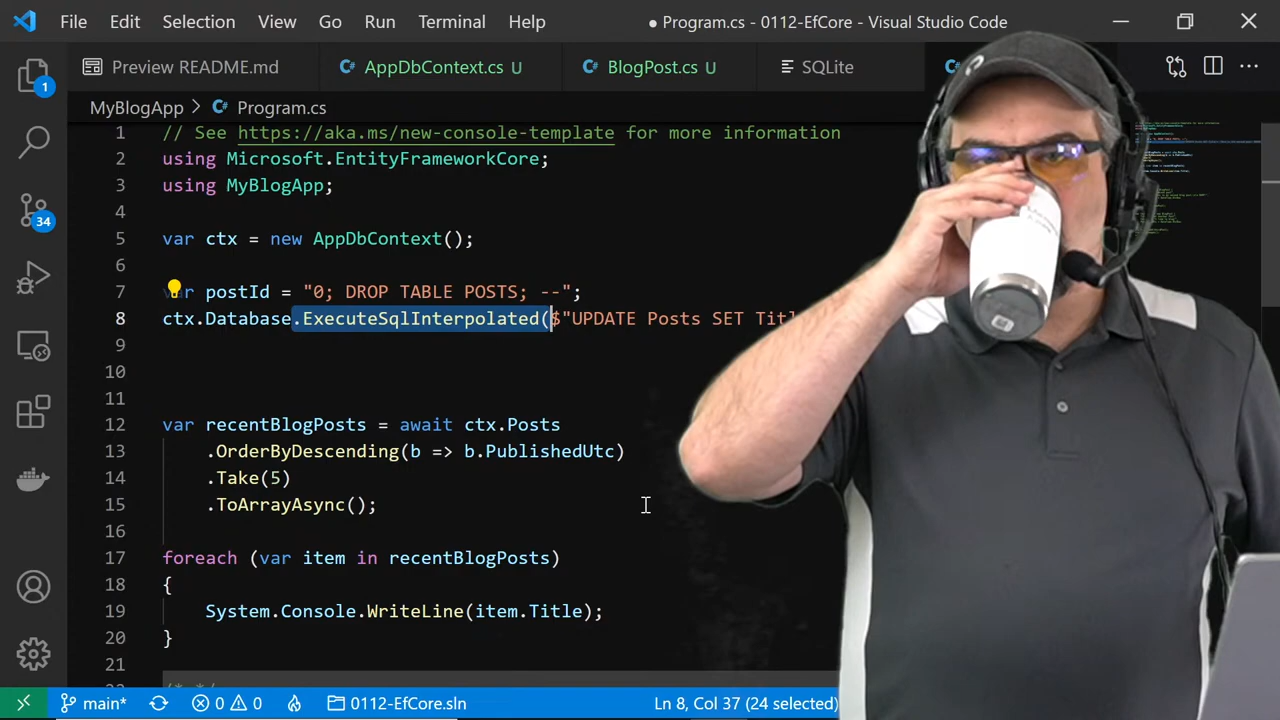 File Edit Selection View Go Run Terminal Help ● Program.cs - 0112-EfCore - Visual Studio Code
1
Preview README.md AppDbContext.cs U BlogPost.cs U SQLite
MyBlogApp > Program.cs
1 // See https://aka.ms/new-console-template for more information
2 using Microsoft.EntityFrameworkCore;
3 using MyBlogApp;
4
5 var ctx = new AppDbContext();
6
7 var postId = "0; DROP TABLE POSTS; --";
8 ctx.Database.ExecuteSqlInterpolated($"UPDATE Posts SET Titl
9
10
11
12 var recentBlogPosts = await ctx.Posts
13 .OrderByDescending(b => b.PublishedUtc)
14 .Take(5)
15 .ToArrayAsync();
16
17 foreach (var item in recentBlogPosts)
18 {
19 System.Console.WriteLine(item.Title);
20 }
21
34
main* 0 0 0112-EfCore.sln Ln 8, Col 37 (24 selected)